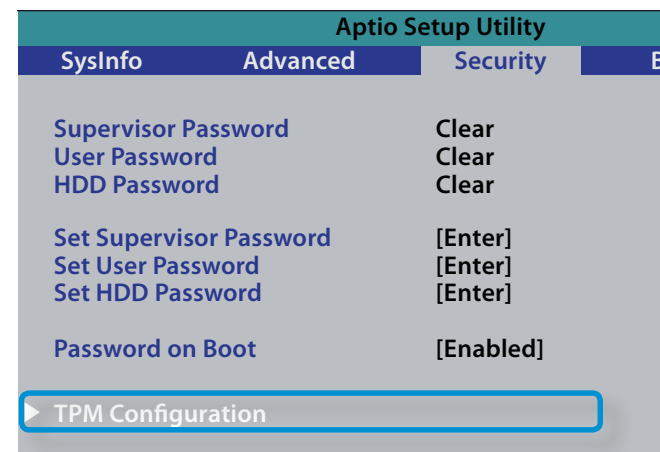 Aptio Setup Utility
SysInfo Advanced Security B
Supervisor Password Clear
User Password Clear
HDD Password Clear
Set Supervisor Password [Enter]
Set User Password [Enter]
Set HDD Password [Enter]
Password on Boot [Enabled]
TPM Configuration